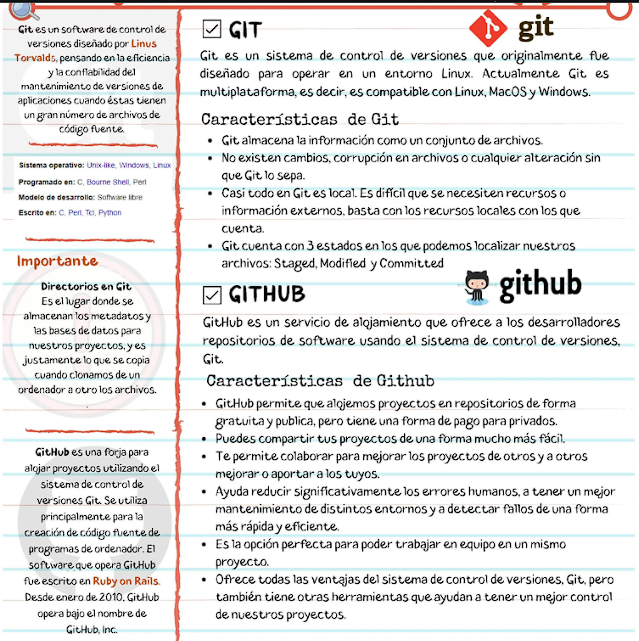 Git es un software de control de
versiones diseñado por Linus
Torvalds, pensando en la eficiencia
y la confiabilidad del
mantenimiento de versiones de
aplicaciones cuando éstas tienen
un gran número de archivos de
código fuente.
Sistema operativo: Unix-like, Windows, Linux
Programado en: C, Bourne Shell, Perl
Modelo de desarrollo: Software libre
Escrito en: C, Perl, Tcl, Python
Importante
Directorios en Git
Es el lugar donde se
almacenan los metadatos y
las bases de datos para
nuestros proyectos, y es
justamente lo que se copia
cuando clonamos de un
ordenador a otro los archivos.
.
GitHub es una forja para
alojar proyectos utilizando el
sistema de control de
versiones Git. Se utiliza
principalmente para la
creación de código fuente de
programas de ordenador. El
software que opera GitHub
fue escrito en Ruby on Rails.
Desde enero de 2010, GitHub
opera bajo el nombre de
GitHub, Inc.
GIT
git
Git es un sistema de control de versiones que originalmente fue
diseñado para operar en un entorno Linux. Actualmente Git es
multiplataforma, es decir, es compatible con Linux, MacOS y Windows.
Características de Git
• Git almacena la información como un conjunto de archivos.
• No existen cambios, corrupción en archivos o cualquier alteración sin
que Git lo sepa.
• Casi todo en Git es local. Es difícil que se necesiten recursos o
información externos, basta con los recursos locales con los que
cuenta.
• Git cuenta con 3 estados en los que podemos localizar nuestros
archivos: Staged, Modified y Committed
GITHUB
github
GitHub es un servicio de alojamiento que ofrece a los desarrolladores
repositorios de software usando el sistema de control de versiones,
Git.
Características de Github
• GitHub permite que alojemos proyectos en repositorios de forma
gratuita y publica, pero tiene una forma de pago para privados.
• Puedes compartir tus proyectos de una forma mucho más fácil.
• Te permite colaborar para mejorar los proyectos de otros y a otros
mejorar o aportar a los tuyos.
• Ayuda reducir significativamente los errores humanos, a tener un mejor
mantenimiento de distintos entornos y a detectar fallos de una forma
más rápida y eficiente.
• Es la opción perfecta para poder trabajar en equipo en un mismo
proyecto.
• Ofrece todas las ventajas del sistema de control de versiones, Git, pero
también tiene otras herramientas que ayudan a tener un mejor control
de nuestros proyectos.